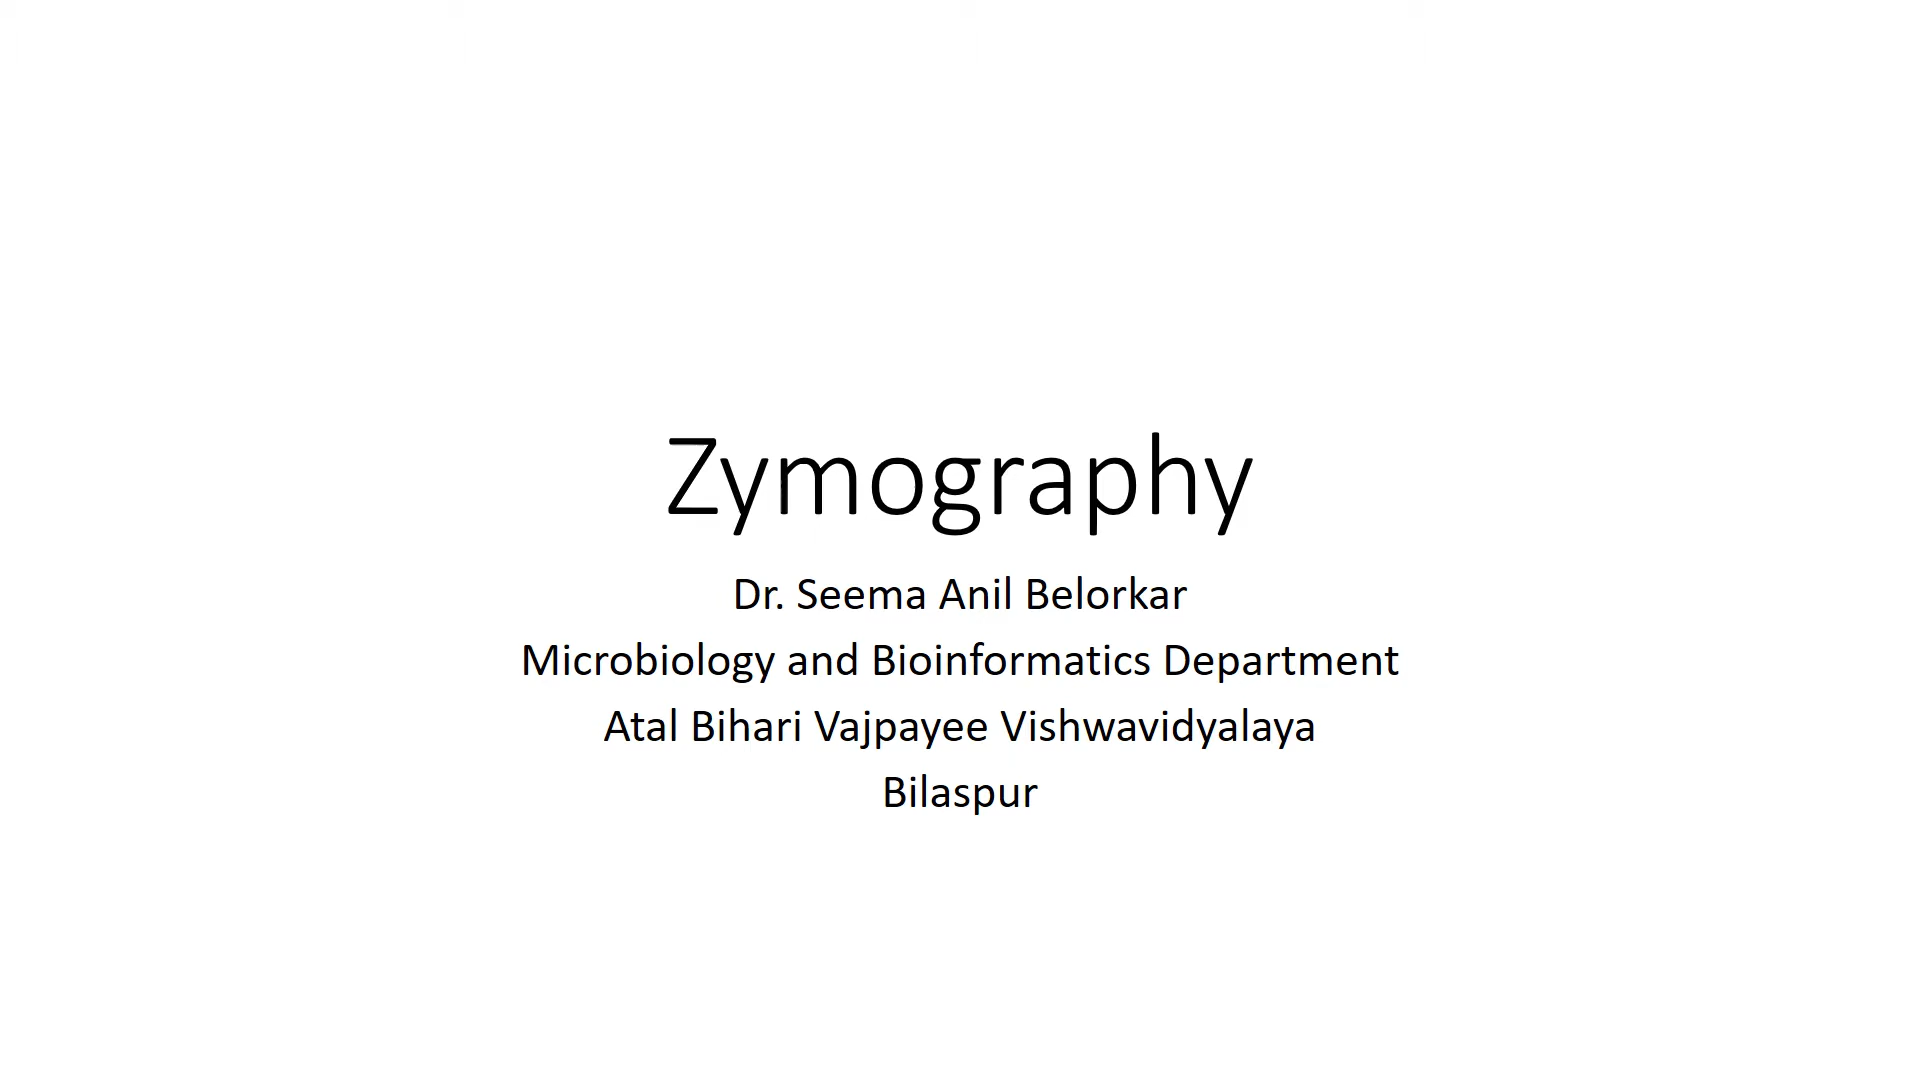 Zymography
Dr. Seema Anil Belorkar
Microbiology and Bioinformatics Department
Atal Bihari Vajpayee Vishwavidyalaya
Bilaspur